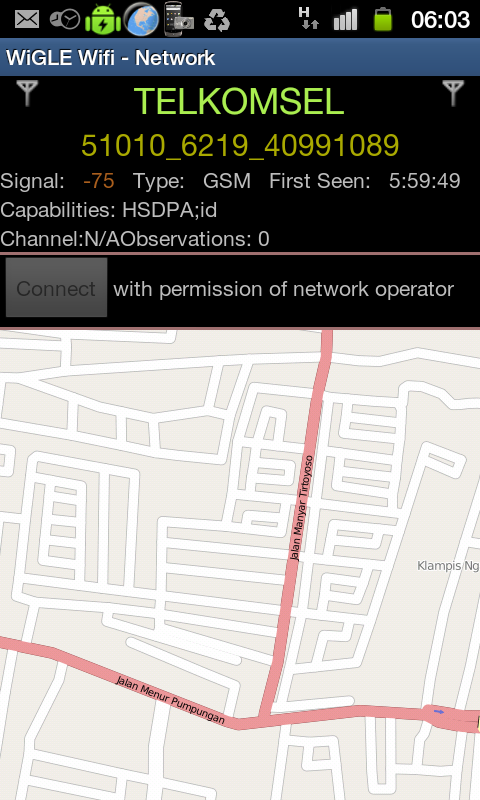 H 06:03
WiGLE Wifi - Network
TELKOMSEL
51010_6219_40991089
Signal: -75 Type: GSM First Seen: 5:59:49
Capabilities: HSDPA;id
Channel:N/AObservations: 0
Connect with permission of network operator
Jalan Manyar Tirtoyoso
Klampis Ng
Jalan Menur Pumpungan